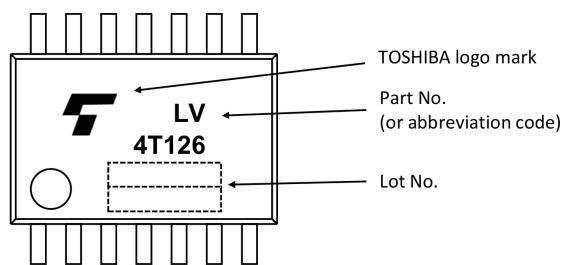 TOSHIBA logo mark
LV
4T126
Part No.
(or abbreviation code)
Lot No.